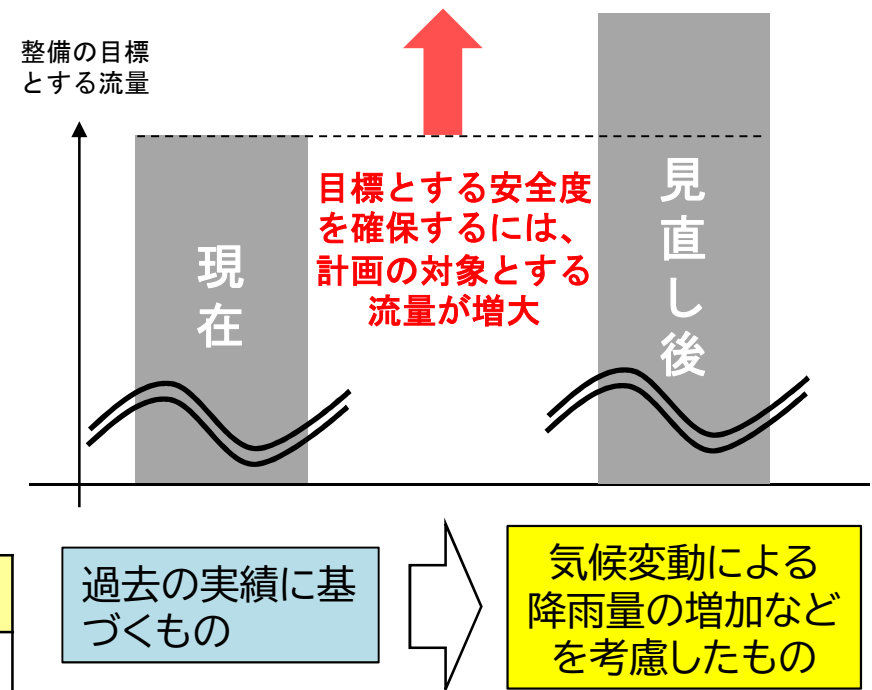 整備の目標
とする流量
目標とする安全度
を確保するには、
計画の対象とする
流量が増大
現在
見直し後
過去の実績に基
づくもの
気候変動による
降雨量の増加など
を考慮したもの